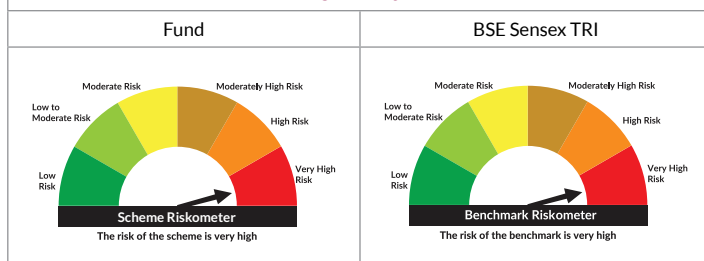 Fund
BSE Sensex TRI
Moderate Risk
Moderately High Risk
Low to
Moderate Risk
High Risk
Low
Risk
Very High
Risk
Scheme Riskometer
The risk of the scheme is very high
Moderate Risk
Moderately High Risk
Low to
Moderate Risk
High Risk
Low
Risk
Very High
Risk
Benchmark Riskometer
The risk of the benchmark is very high